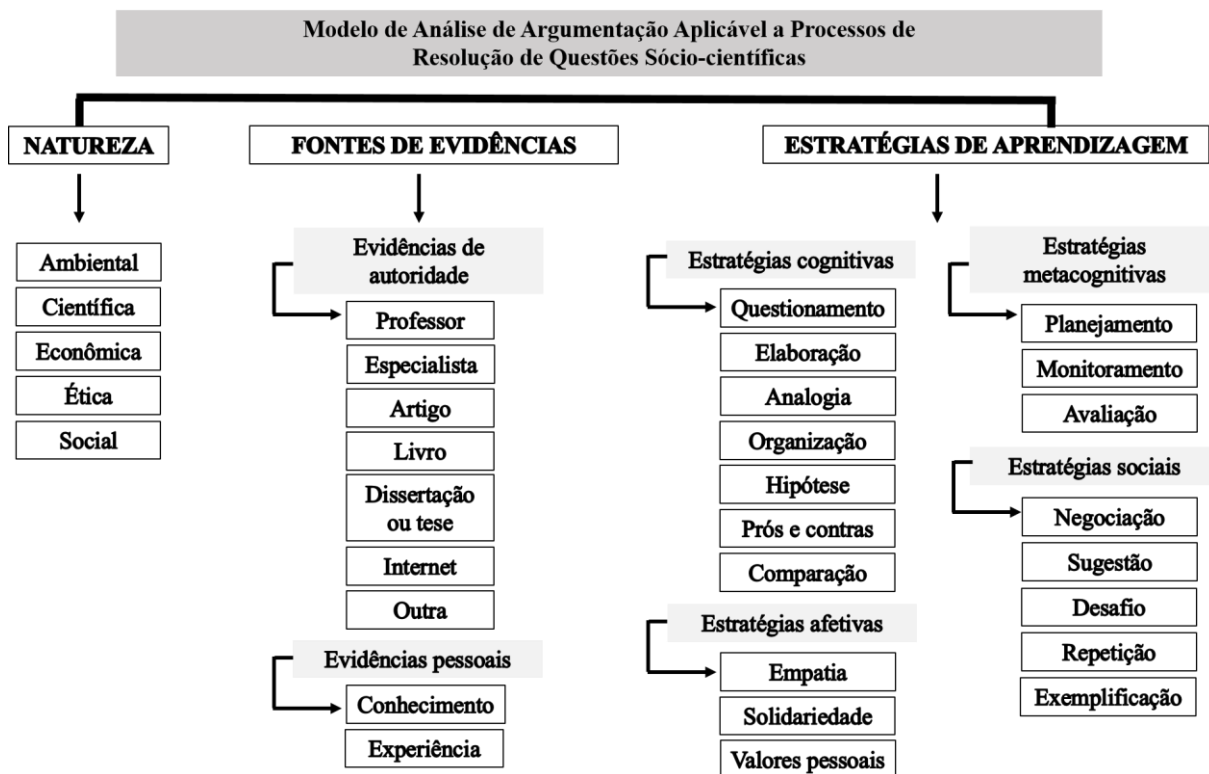 Modelo de Análise de Argumentação Aplicável a Processos de
Resolução de Questões Sócio-científicas
NATUREZA
Ambiental
Científica
Econômica
Ética
Social
FONTES DE EVIDÊNCIAS
Evidências de
autoridade
Professor
Especialista
Artigo
Livro
Dissertação
ou tese
Internet
Outra
Evidências pessoais
Conhecimento
Experiência
ESTRATÉGIAS DE APRENDIZAGEM
Estratégias cognitivas
Questionamento
Elaboração
Analogia
Organização
Hipótese
Prós e contras
Comparação
Estratégias afetivas
Empatia
Solidariedade
Valores pessoais
Estratégias
metacognitivas
Planejamento
Monitoramento
Avaliação
Estratégias sociais
Negociação
Sugestão
Desafio
Repetição
Exemplificação